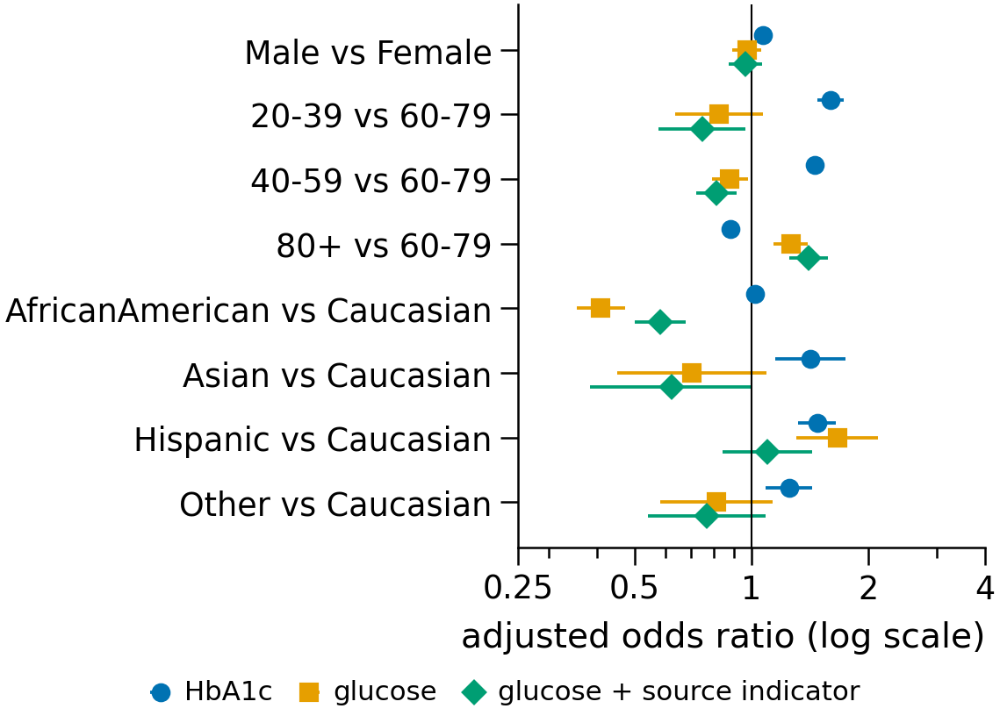 Male vs Female
20-39 vs 60-79
40-59 vs 60-79
80+ vs 60-79
AfricanAmerican vs Caucasian
Asian vs Caucasian
Hispanic vs Caucasian
Other vs Caucasian
0.25 0.5 1 2 4
adjusted odds ratio (log scale)
HbA1c glucose glucose + source indicator